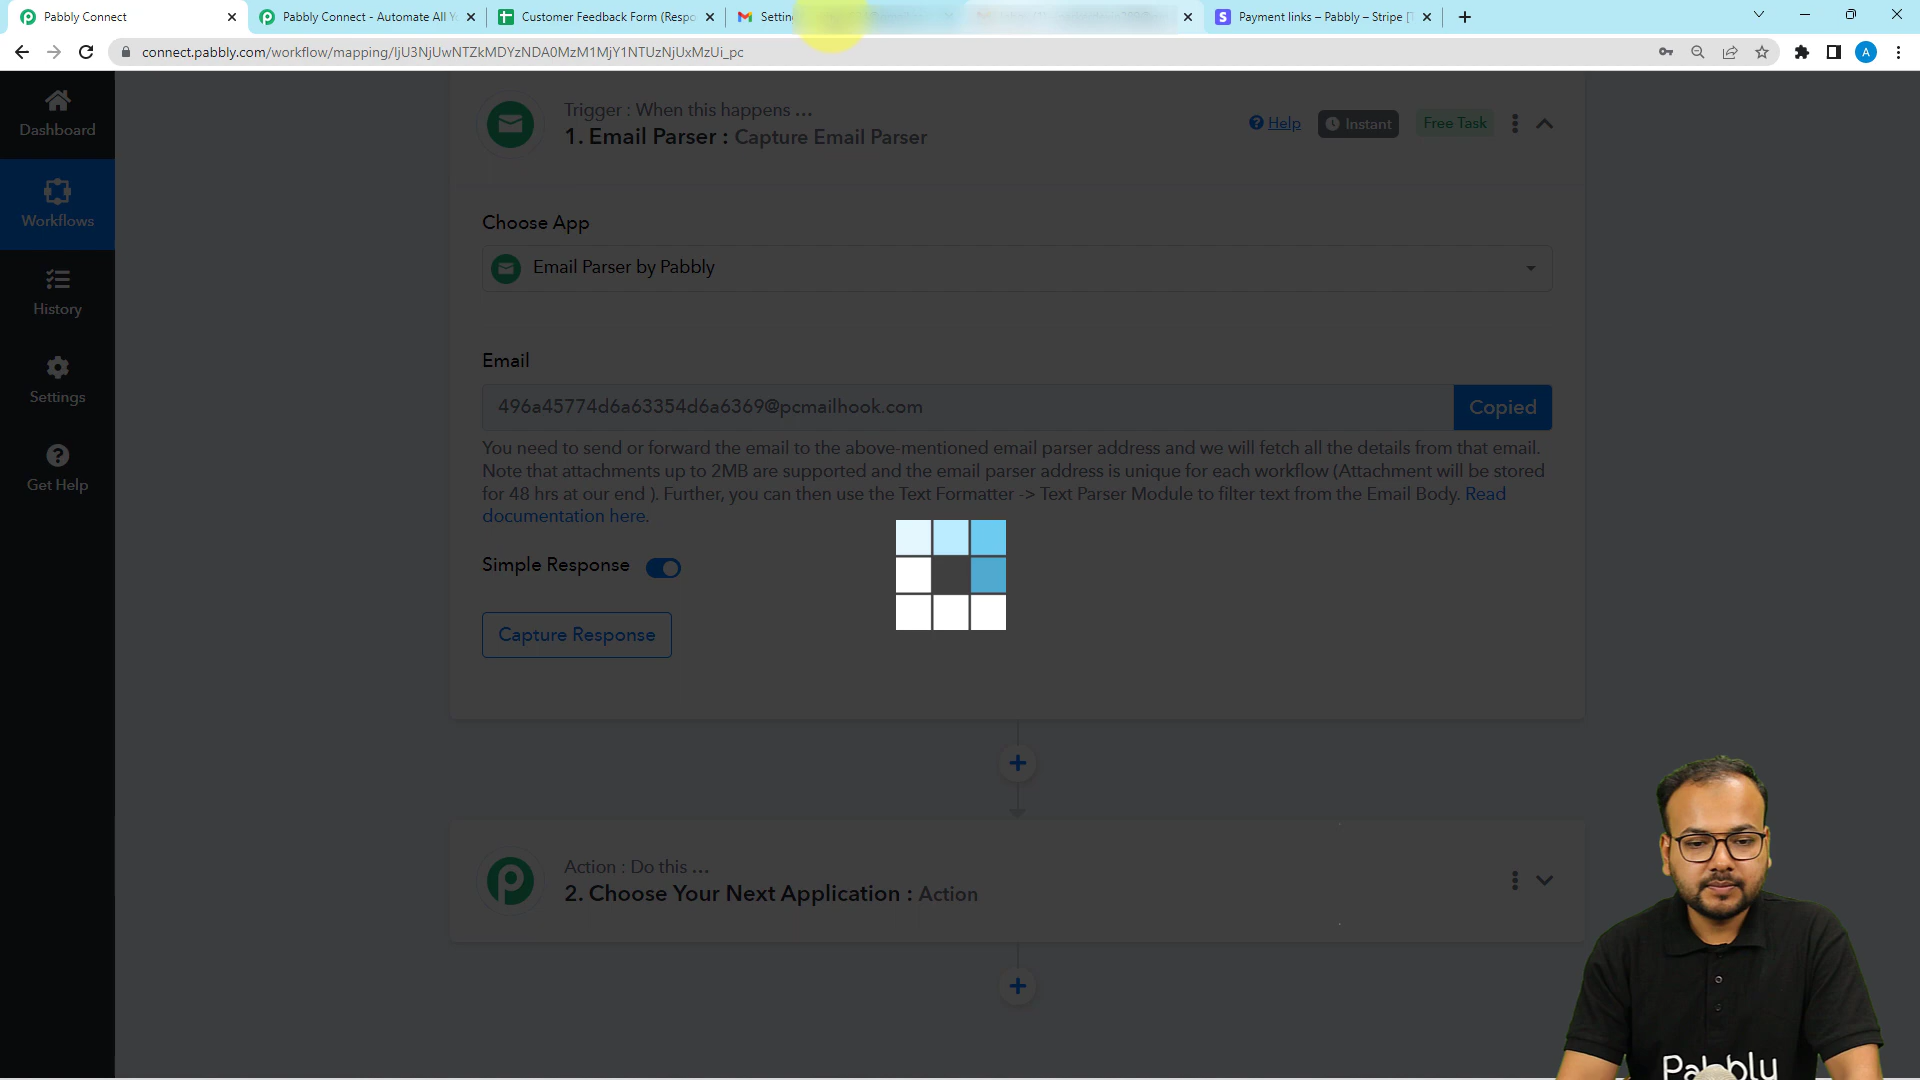 Pabbly Connect
Pabbly Connect - Automate All Y
Customer Feedback Form (Respo
Settin
Payment links – Pabbly – Stripe [
connect.pabbly.com/workflow/mapping/IjU3NjUwNTZkMDYzNDA0MzM1MjY1NTUzNjUxMzUi_pc
A
Dashboard
Workflows
History
Settings
Get Help
Trigger : When this happens ...
1. Email Parser : Capture Email Parser
Help
Instant
Free Task
Choose App
Email Parser by Pabbly
Email
496a45774d6a63354d6a6369@pcmailhook.com
Copied
You need to send or forward the email to the above-mentioned email parser address and we will fetch all the details from that email.
Note that attachments up to 2MB are supported and the email parser address is unique for each workflow (Attachment will be stored
for 48 hrs at our end ). Further, you can then use the Text Formatter -> Text Parser Module to filter text from the Email Body. Read
documentation here.
Simple Response
Capture Response
Action : Do this ...
2. Choose Your Next Application : Action
Pabbly